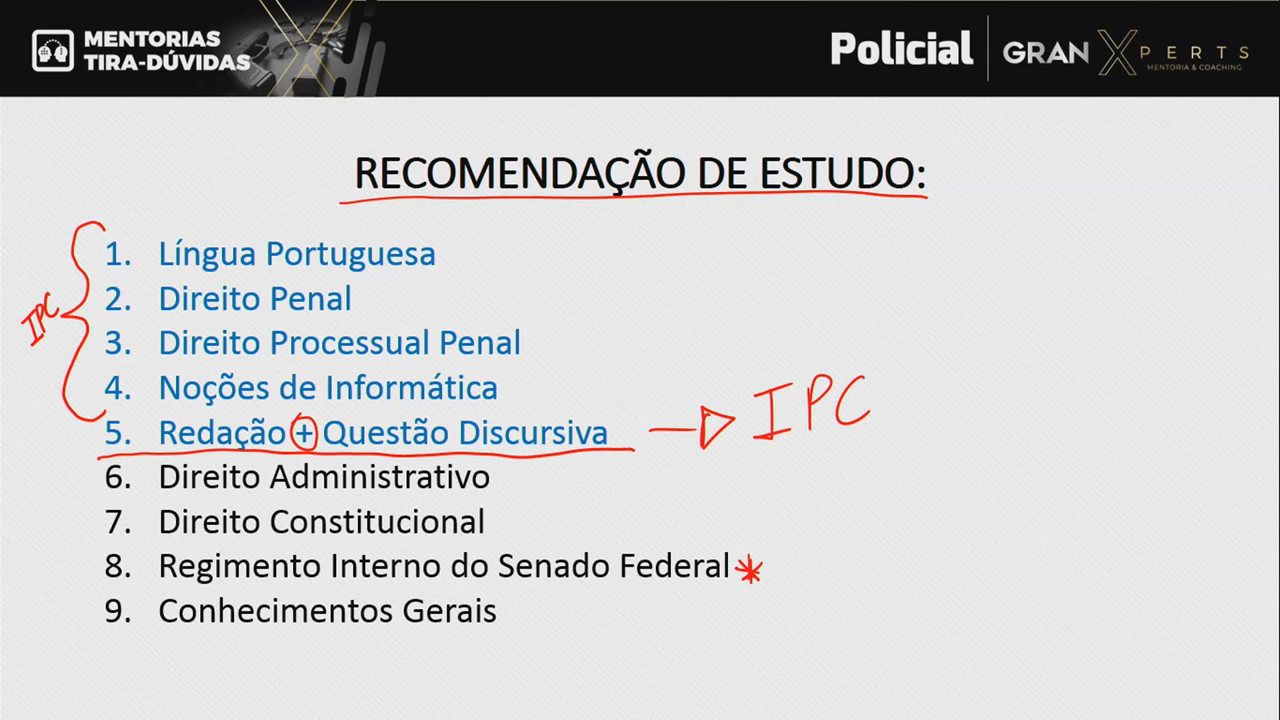 MENTORIAS
TIRA-DÚVIDAS
Policial
GRAN XPERTS
MENTORIA & COACHING
RECOMENDAÇÃO DE ESTUDO:
IPC
1. Língua Portuguesa
2. Direito Penal
3. Direito Processual Penal
4. Noções de Informática
5. Redação + Questão Discursiva
IPC
6. Direito Administrativo
7. Direito Constitucional
8. Regimento Interno do Senado Federal *
9. Conhecimentos Gerais